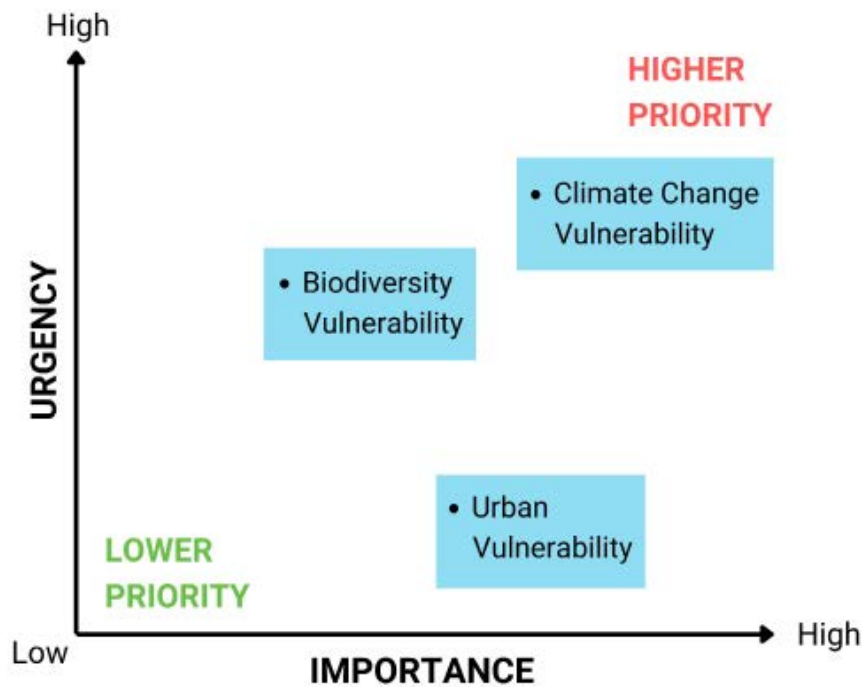 High
HIGHER
PRIORITY
• Climate Change
Vulnerability
• Biodiversity
Vulnerability
URGENCY
• Urban
Vulnerability
LOWER
PRIORITY
Low
High
IMPORTANCE